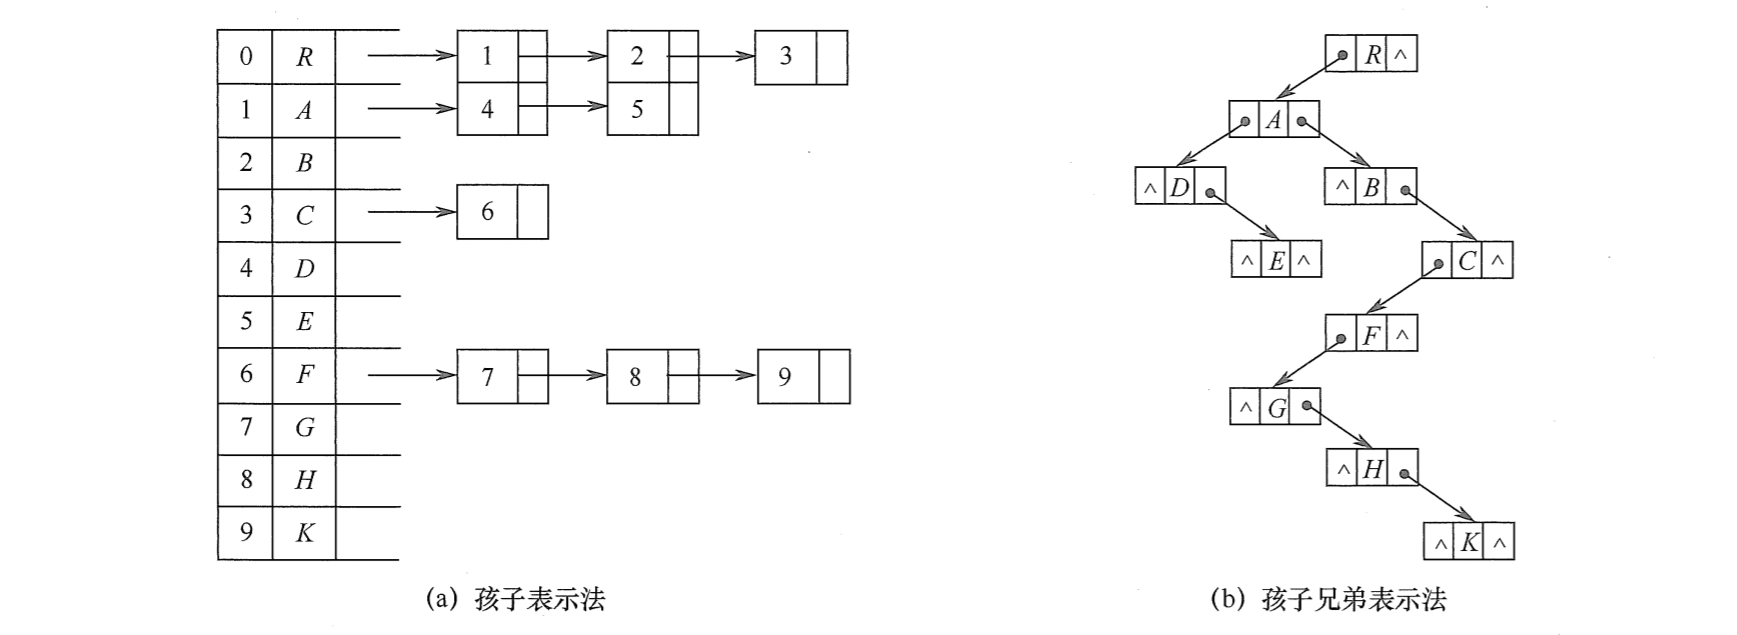 0 R 1 2 3
1 A 4 5
2 B
3 C 6
4 D
5 E
6 F 7 8 9
7 G
8 H
9 K
(a) 孩子表示法
R ^
A
^ D
^ B
^ E ^
C ^
F ^
^ G
^ H
^ K ^
(b) 孩子兄弟表示法